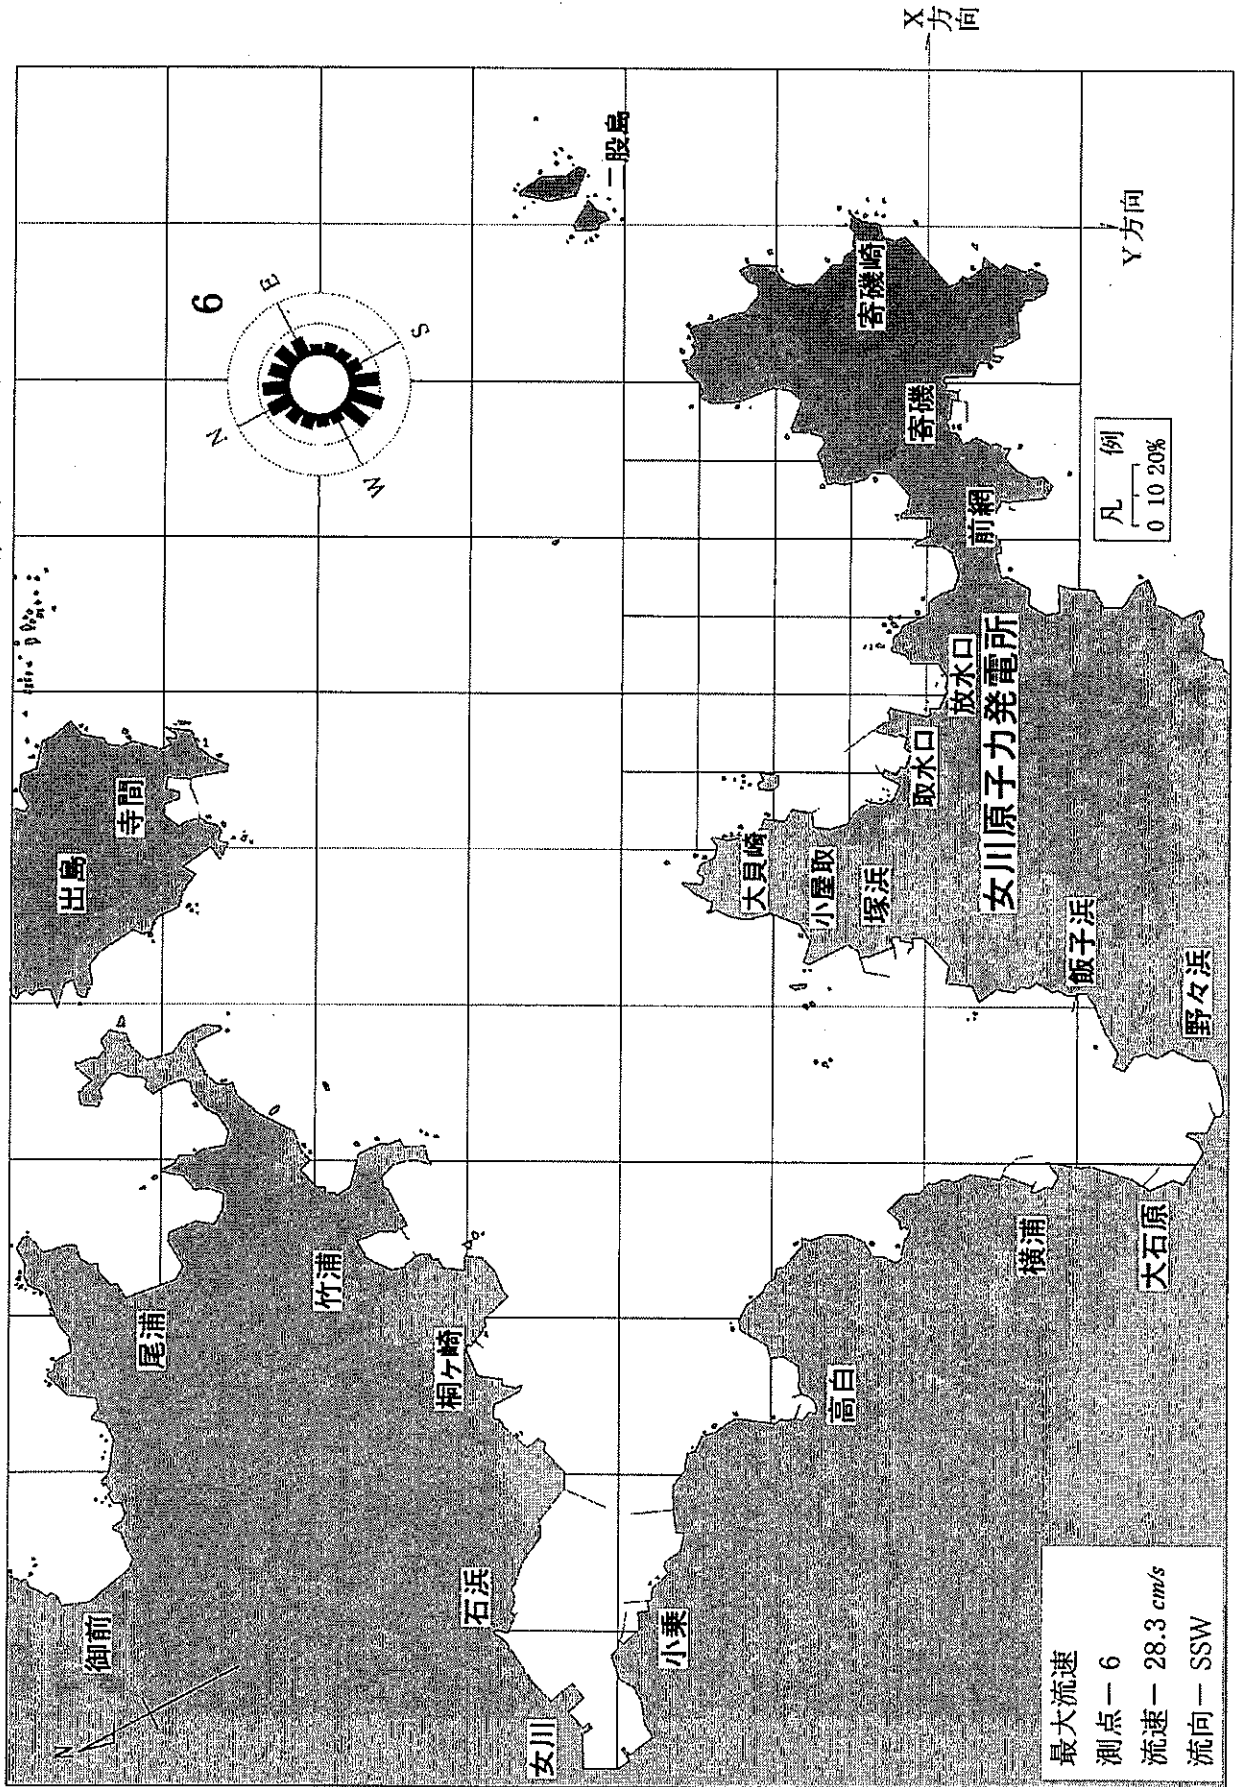 X
方
向
二股島
Y方向
6
N
E
S
W
寄磯崎
寄磯
前網
凡 例
0 10 20%
放水口
取水口
女川原子力発電所
出島
寺間
大貝崎
小屋取
塚浜
飯子浜
野々浜
尾浦
竹浦
桐ヶ崎
高白
横浦
大石原
御前
N
石浜
小乗
女川
最大流速
測点－6
流速－28.3 cm/s
流向－SSW